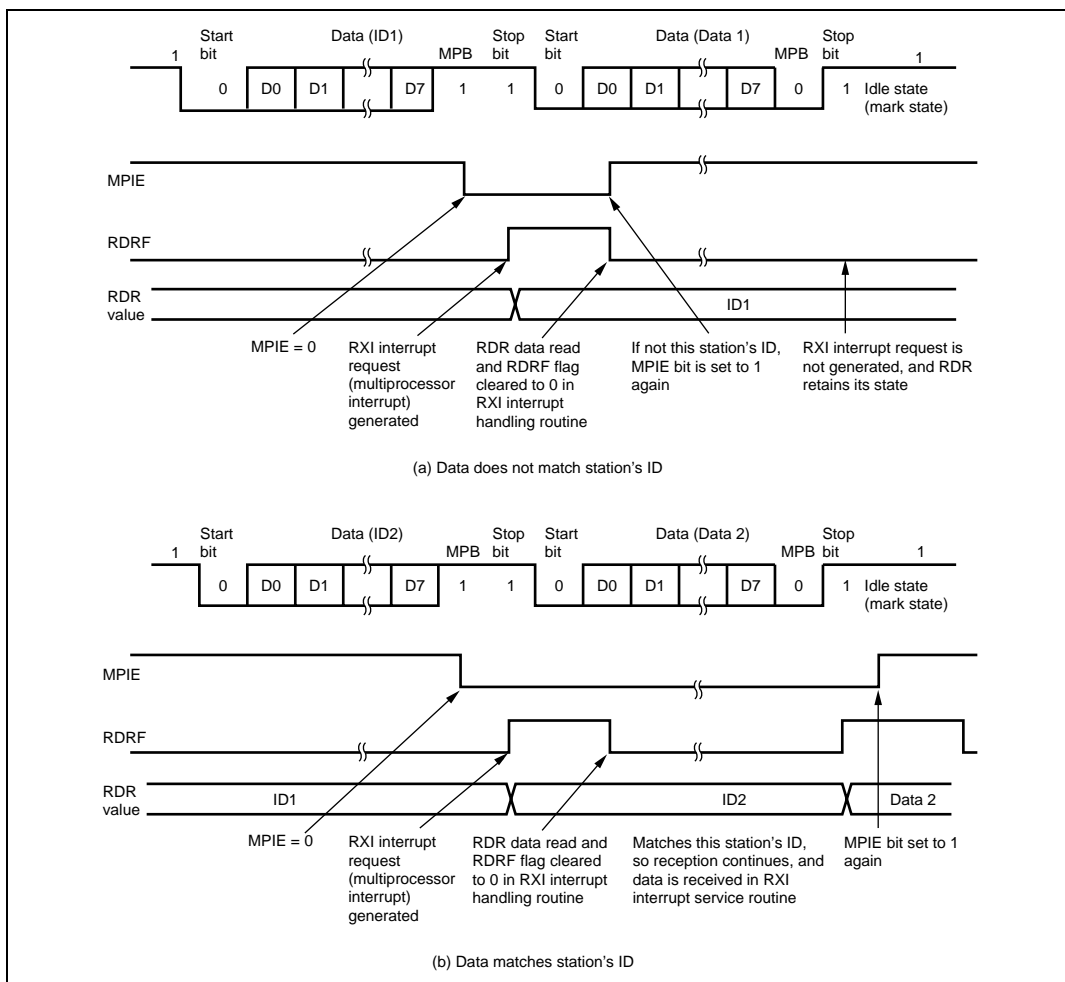 Start
bit
Data (ID1)
MPB
Stop
bit
Start
bit
Data (Data 1)
MPB
Stop
bit
1
1
0 D0 D1 D7 1 1 0 D0 D1 D7 0 1 Idle state
(mark state)
MPIE
RDRF
RDR
value
ID1
MPIE = 0
RXI interrupt
request
(multiprocessor
interrupt)
generated
RDR data read
and RDRF flag
cleared to 0 in
RXI interrupt
handling routine
If not this station's ID,
MPIE bit is set to 1
again
RXI interrupt request is
not generated, and RDR
retains its state
(a) Data does not match station's ID
Start
bit
Data (ID2)
MPB
Stop
bit
Start
bit
Data (Data 2)
MPB
Stop
bit
1
1
0 D0 D1 D7 1 1 0 D0 D1 D7 0 1 Idle state
(mark state)
MPIE
RDRF
RDR
value
ID1
ID2
Data 2
MPIE = 0
RXI interrupt
request
(multiprocessor
interrupt)
generated
RDR data read and
RDRF flag cleared
to 0 in RXI interrupt
handling routine
Matches this station's ID,
so reception continues, and
data is received in RXI
interrupt service routine
MPIE bit set to 1
again
(b) Data matches station's ID